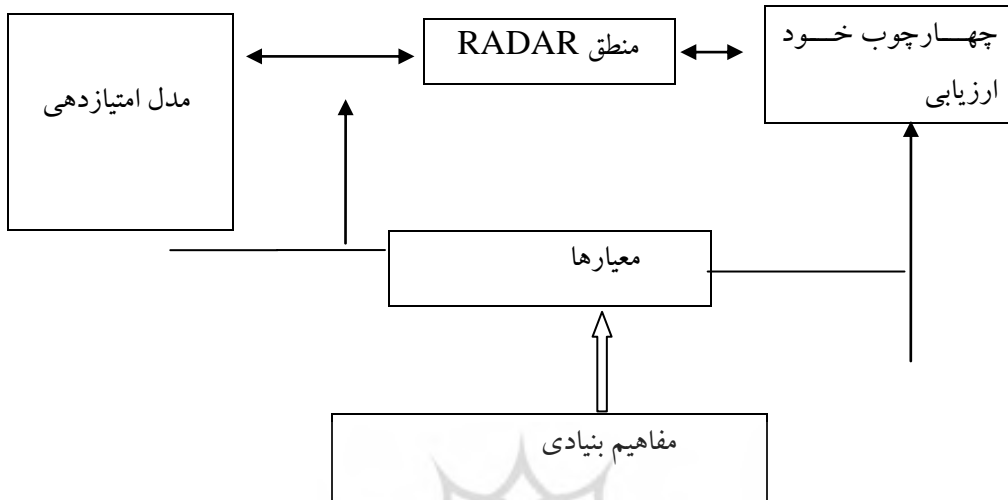 چهارچوب خود
ارزیابی
منطق RADAR
مدل امتیازدهی
معیارها
مفاهیم بنیادی